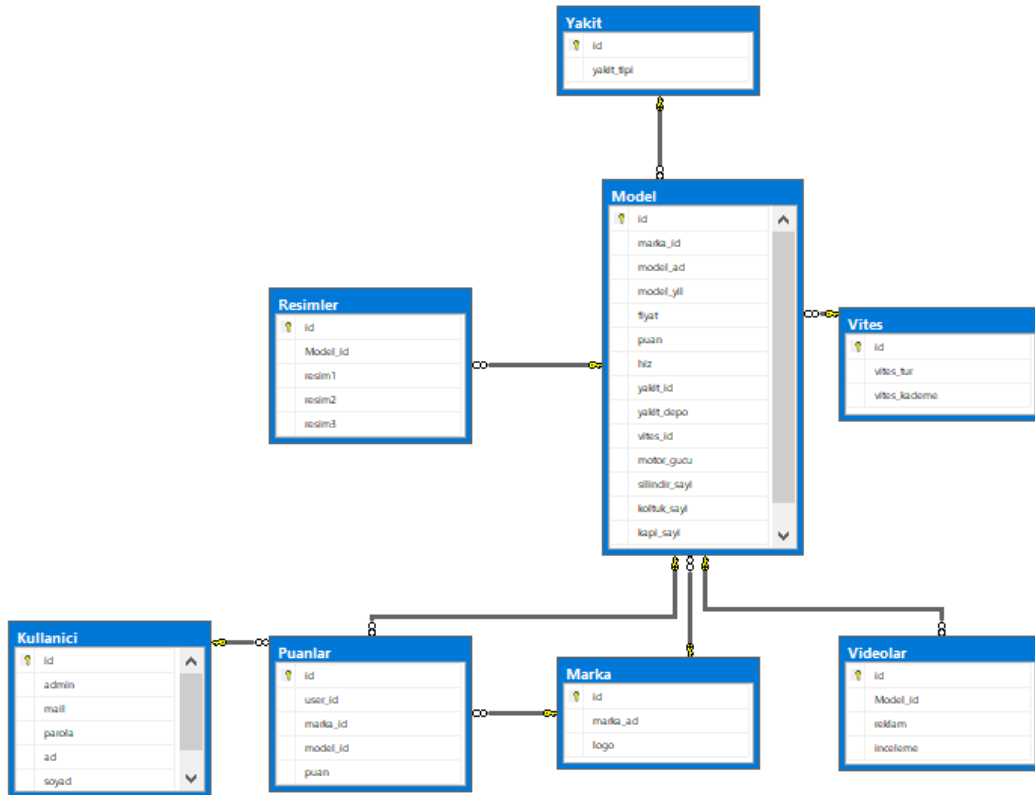 Yakit
id
yakit_tipi
Model
id
marka_id
model_ad
model_yili
fiyat
puan
hiz
yakit_id
yakit_depo
vites_id
motor_gucu
silindir_sayi
koltuk_sayi
kapi_sayi
Resimler
id
Model_id
resim1
resim2
resim3
Vites
id
vites_tur
vites_kademe
Kullanici
id
admin
mail
parola
ad
soyad
Puanlar
id
user_id
marka_id
model_id
puan
Marka
id
marka_ad
logo
Videolar
id
Model_id
reklam
inceleme